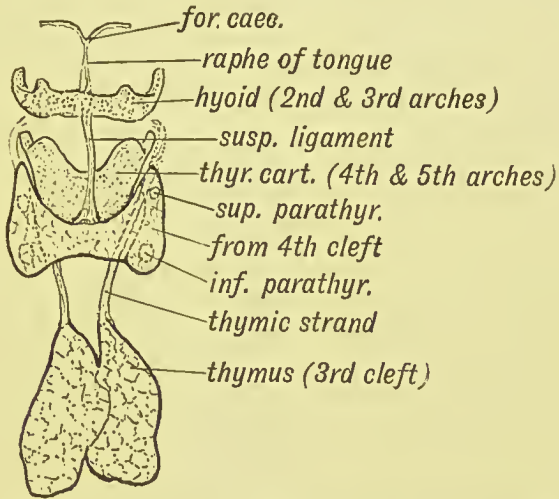 for. caec.
raphe of tongue
hyoid (2nd & 3rd arches)
susp. ligament
thyr. cart. (4th & 5th arches)
sup. parathyr.
from 4th cleft
inf. parathyr.
thymic strand
thymus (3rd cleft)